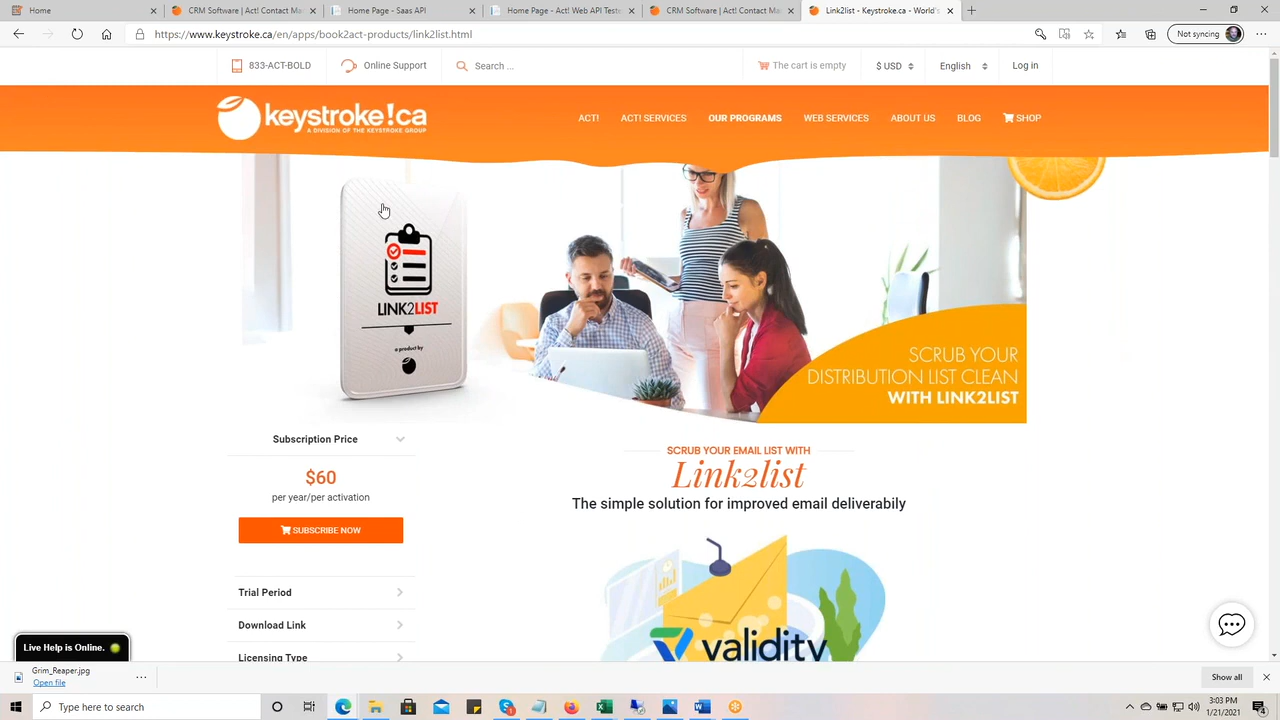 Home
CRM Software | Act! Contact Ma
Home Page - SaaS API
Home Page - Act! Web API Teste
CRM Software | Act! Contact Ma
Link2list - Keystroke.ca - World's
https://www.keystroke.ca/en/apps/book2act-products/link2list.html
Not syncing
833-ACT-BOLD
Online Support
Search ...
The cart is empty
$ USD
English
Log in
keystroke!ca
A DIVISION OF THE KEYSTROKE GROUP
ACT!
ACT! SERVICES
OUR PROGRAMS
WEB SERVICES
ABOUT US
BLOG
SHOP
LINK2LIST
a product by
SCRUB YOUR
DISTRIBUTION LIST CLEAN
WITH LINK2LIST
Subscription Price
$60
per year/per activation
SUBSCRIBE NOW
Trial Period
Download Link
Licensing Type
SCRUB YOUR EMAIL LIST WITH
Link2list
The simple solution for improved email deliverabily
validity
Live Help is Online.
Grim_Reaper.jpg
Open file
Show all
Type here to search
3:03 PM
1/21/2021